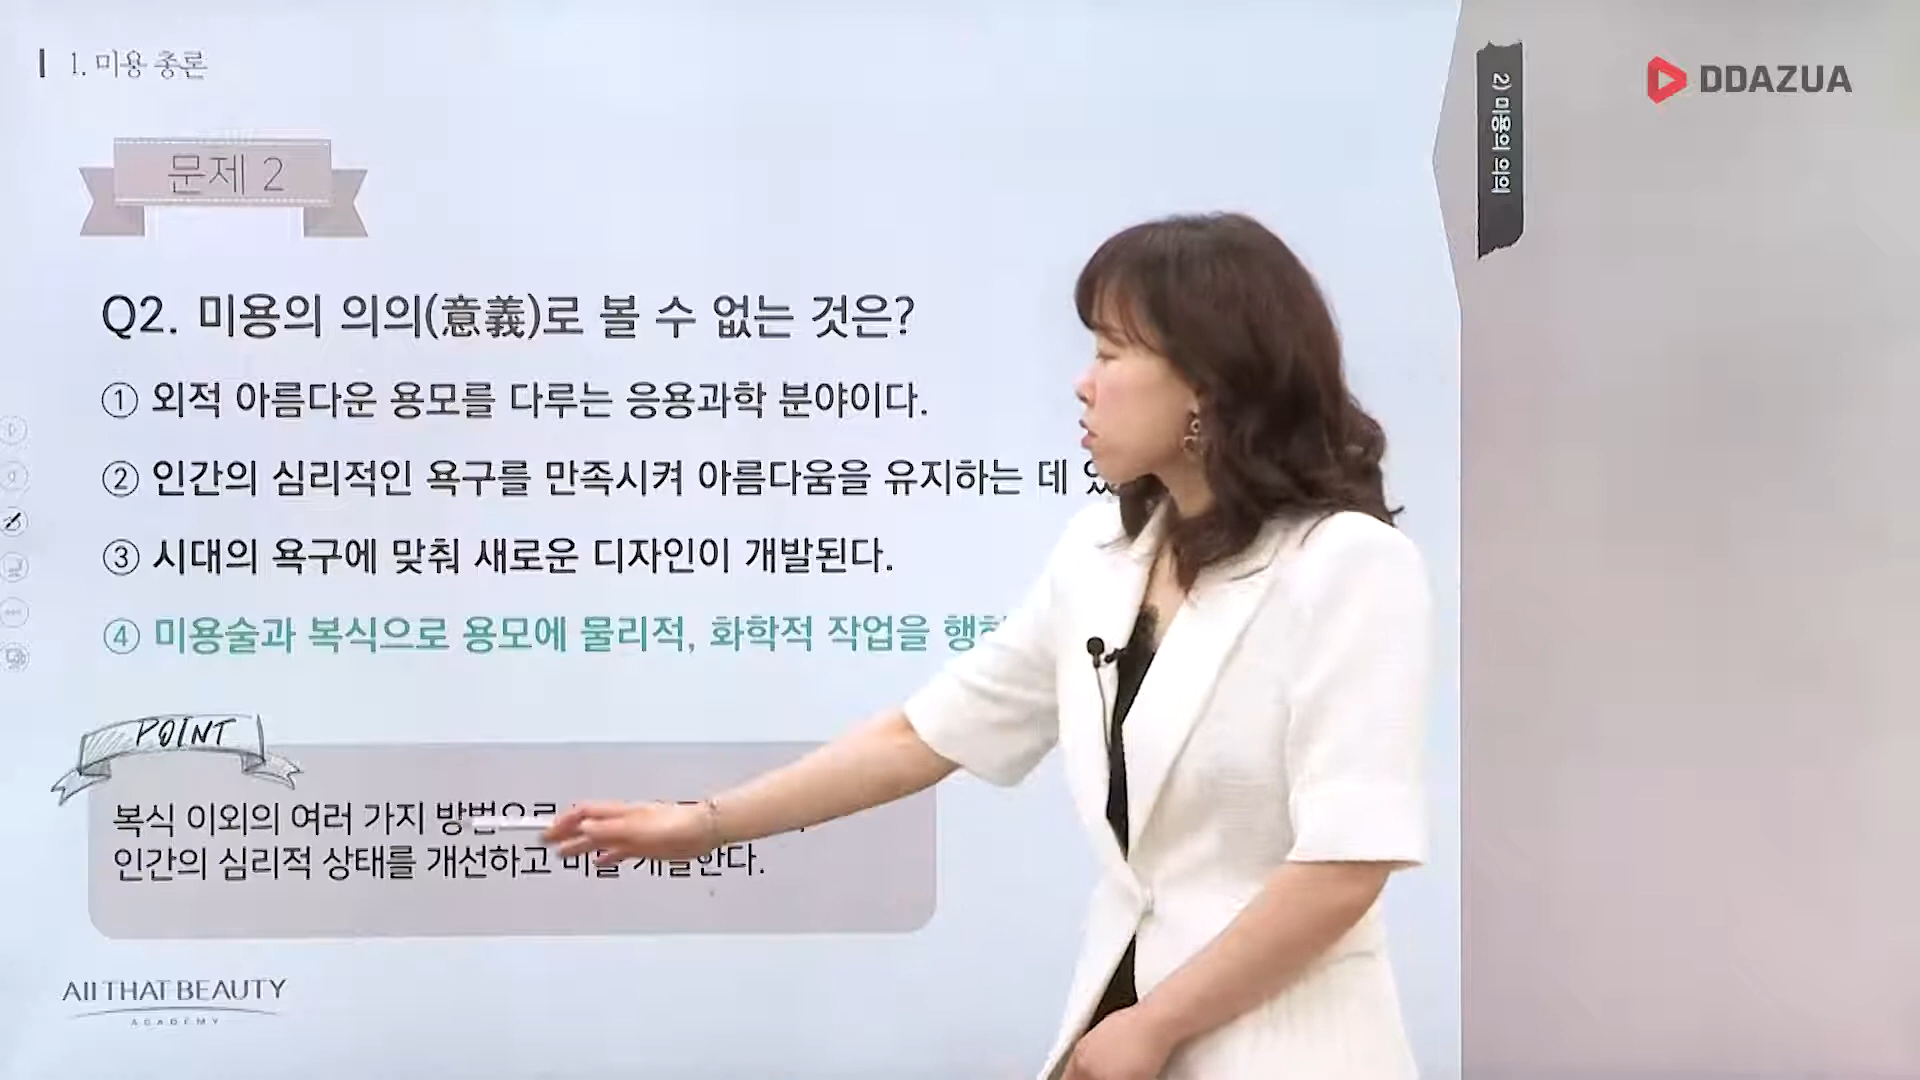 1. 미용 총론
2) 미용의 의의
DDAZUA
문제 2
Q2. 미용의 의의(意義)로 볼 수 없는 것은?
① 외적 아름다운 용모를 다루는 응용과학 분야이다.
② 인간의 심리적인 욕구를 만족시켜 아름다움을 유지하는 데
③ 시대의 욕구에 맞춰 새로운 디자인이 개발된다.
④ 미용술과 복식으로 용모에 물리적, 화학적 작업을
POINT
복식 이외의 여러 가지 방법으로
인간의 심리적 상태를 개선하고
All THAT BEAUTY
ACADEMY